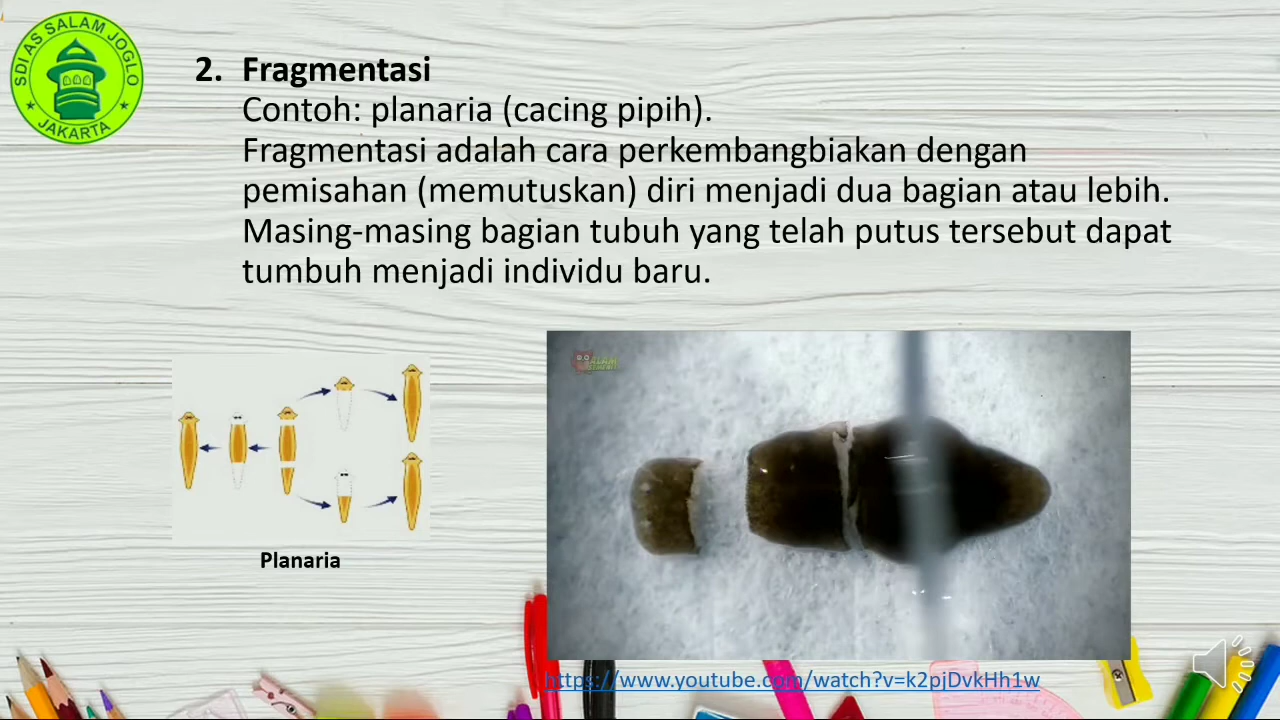 SDI AS SALAM JOGLO
JAKARTA
2. Fragmentasi
Contoh: planaria (cacing pipih).
Fragmentasi adalah cara perkembangbiakan dengan
pemisahan (memutuskan) diri menjadi dua bagian atau lebih.
Masing-masing bagian tubuh yang telah putus tersebut dapat
tumbuh menjadi individu baru.
Planaria
https://www.youtube.com/watch?v=k2pjDvkHh1w